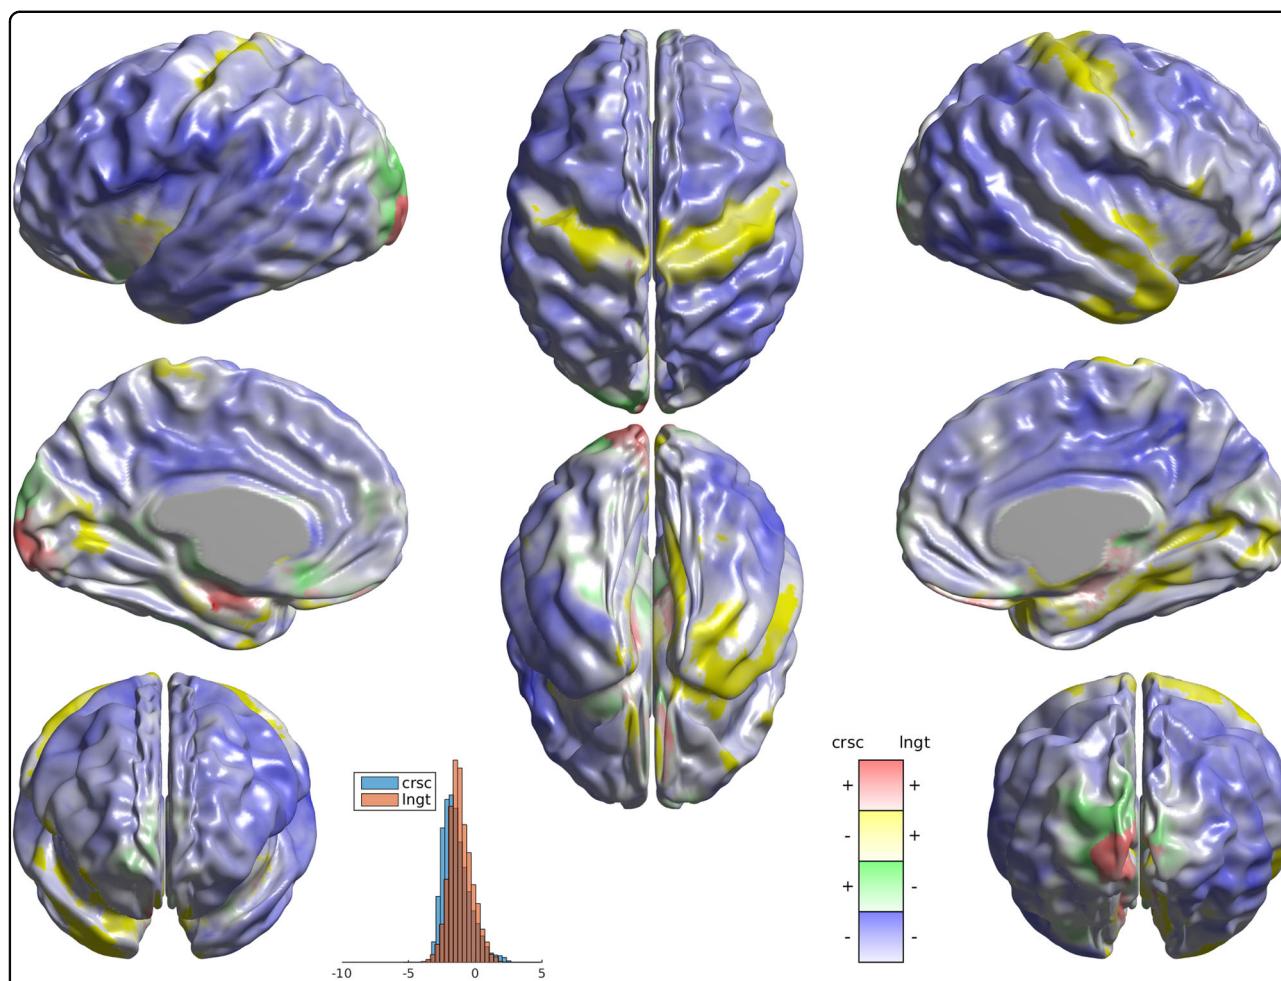 crsc
lngt
-10 -5 0 5
crsc lngt
+ +
- +
+ -
- -